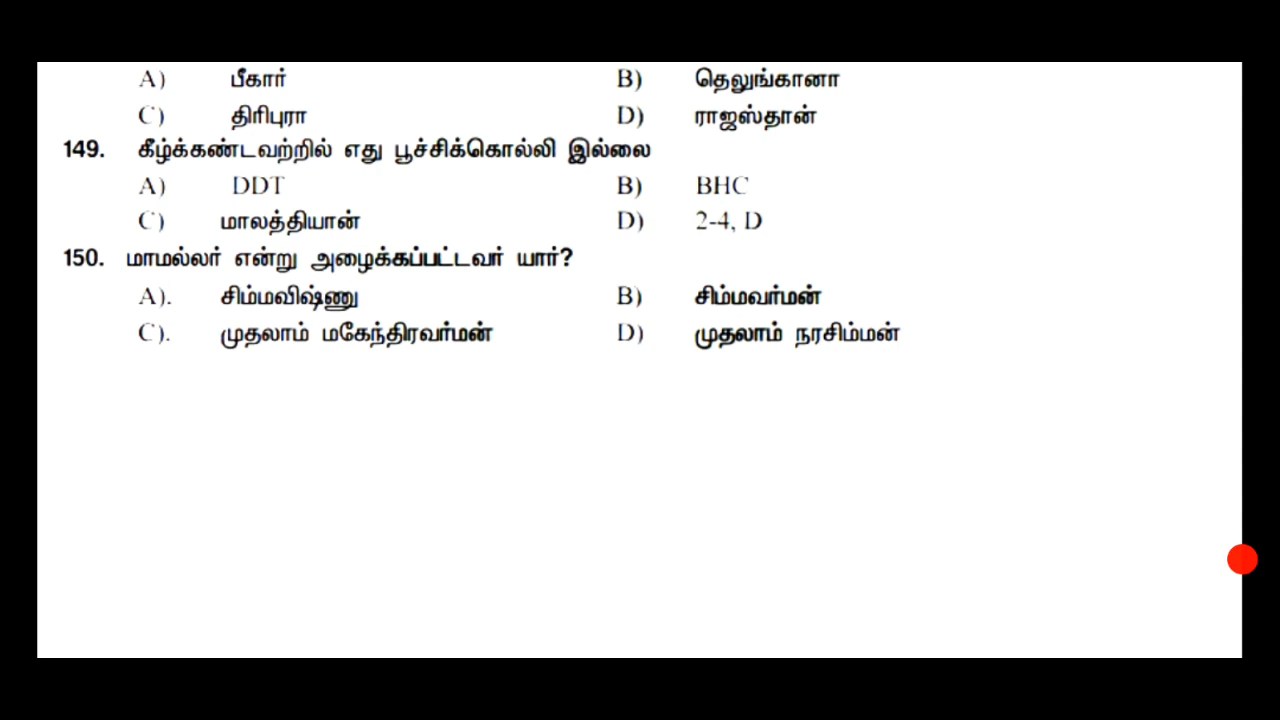 A) பீகார் B) தெலுங்கானா
C) திரிபுரா D) ராஜஸ்தான்
149. கீழ்க்கண்டவற்றில் எது பூச்சிக்கொல்லி இல்லை
A) DDT B) BHC
C) மாலத்தியான் D) 2-4, D
150. மாமல்லர் என்று அழைக்கப்பட்டவர் யார்?
A). சிம்மவிஷ்ணு B) சிம்மவர்மன்
C). முதலாம் மகேந்திரவர்மன் D) முதலாம் நரசிம்மன்